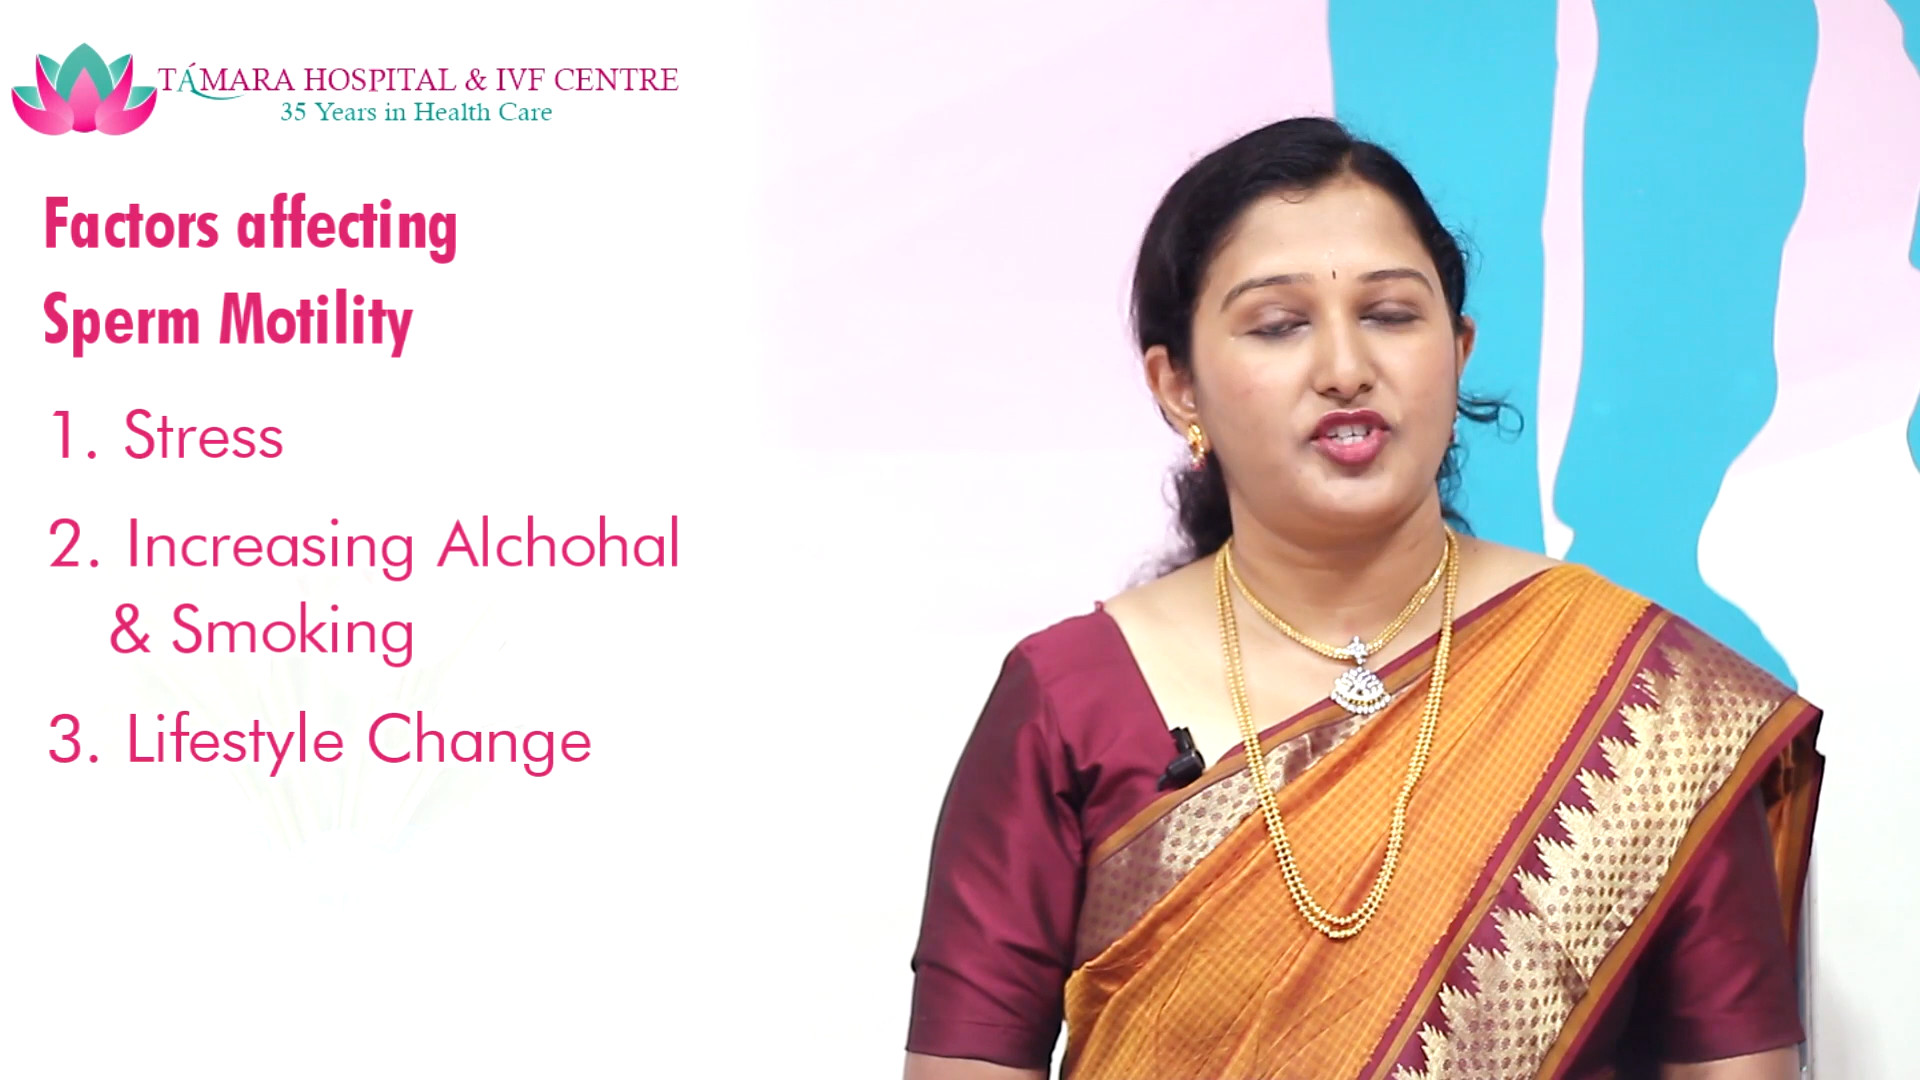 TÁMARA HOSPITAL & IVF CENTRE
35 Years in Health Care
Factors affecting
Sperm Motility
1. Stress
2. Increasing Alchohal
& Smoking
3. Lifestyle Change